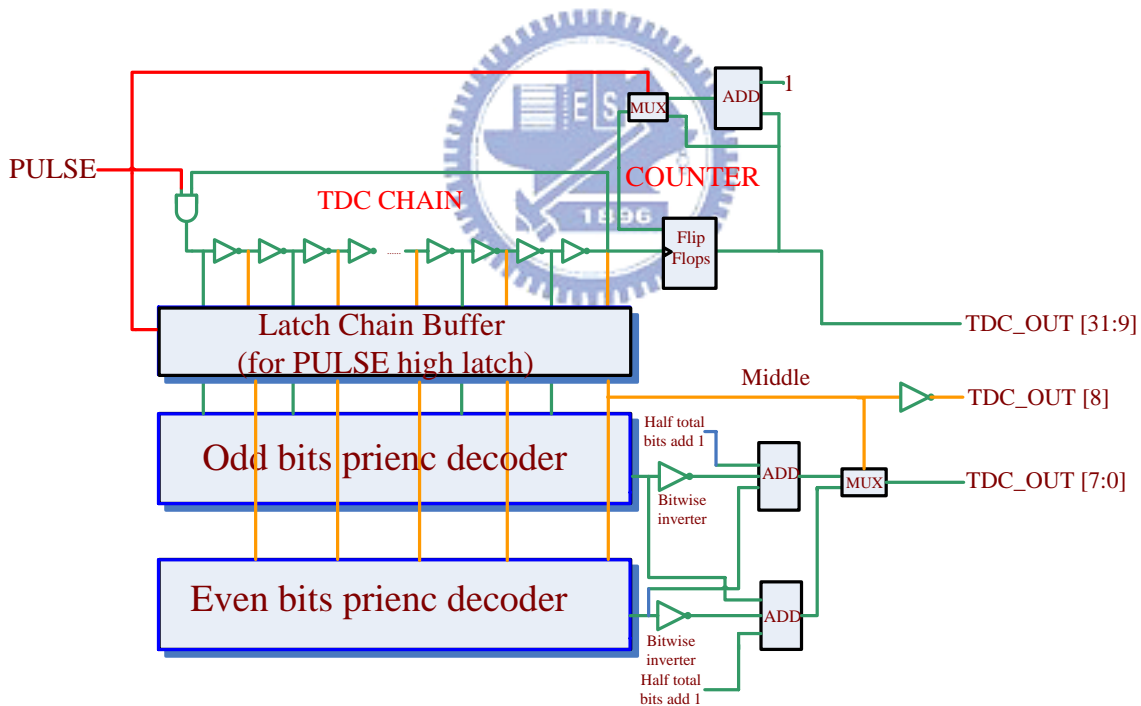 ES
1896
ADD
1
MUX
PULSE
COUNTER
TDC CHAIN
Flip
Flops
........
Latch Chain Buffer
(for PULSE high latch)
TDC_OUT [31:9]
Middle
TDC_OUT [8]
Half total
bits add 1
Odd bits prienc decoder
ADD
MUX
TDC_OUT [7:0]
Bitwise
inverter
Even bits prienc decoder
ADD
Bitwise
inverter
Half total
bits add 1